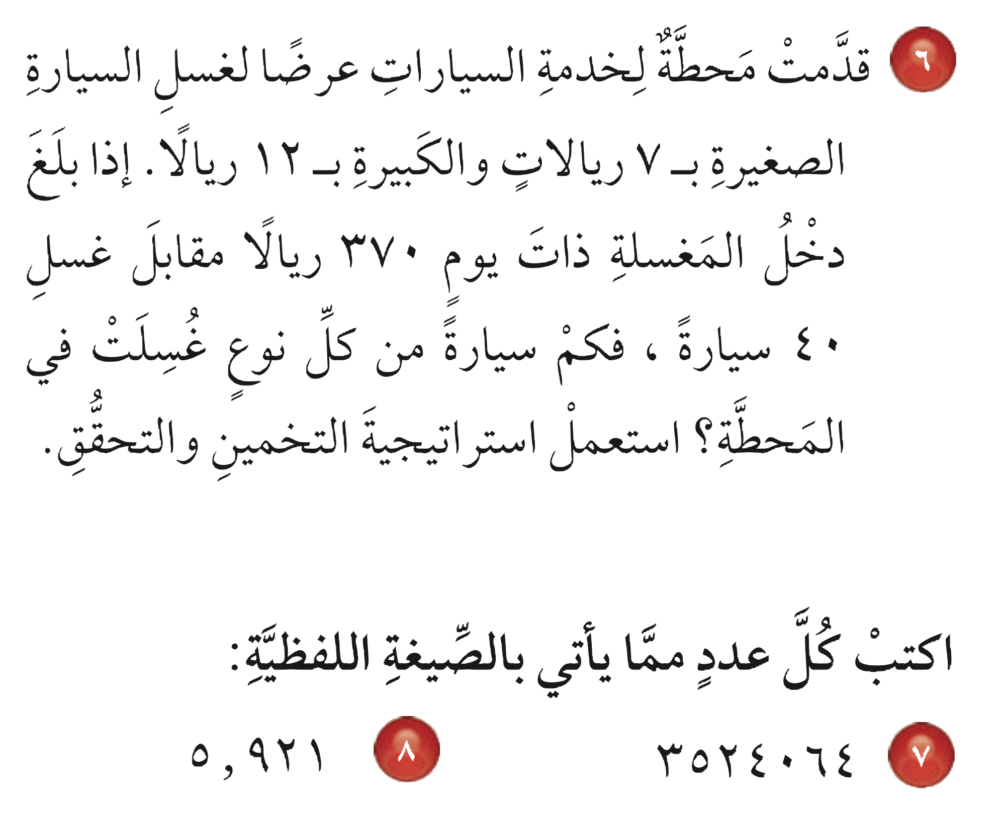 ٦ قدَّمتْ مَحطَّةٌ لِخدمةِ السياراتِ عرضًا لغسلِ السيارةِ
الصغيرةِ بـ ٧ ريالاتٍ والكَبيرةِ بـ ١٢ ريالًا. إذا بلَغَ
دخْلُ المَغسلةِ ذاتَ يومٍ ٣٧٠ ريالًا مقابلَ غسلِ
٤٠ سيارةً ، فكمْ سيارةً من كلِّ نوعٍ غُسِلَتْ في
المَحطَّةِ؟ استعملْ استراتيجيةَ التخمينِ والتحقُّقِ.
اكتبْ كُلَّ عددٍ ممَّا يأتي بالصِّيغةِ اللفظيَّةِ:
٧ ٣٥٢٤٠٦٤ ٨ ٥,٩٢١